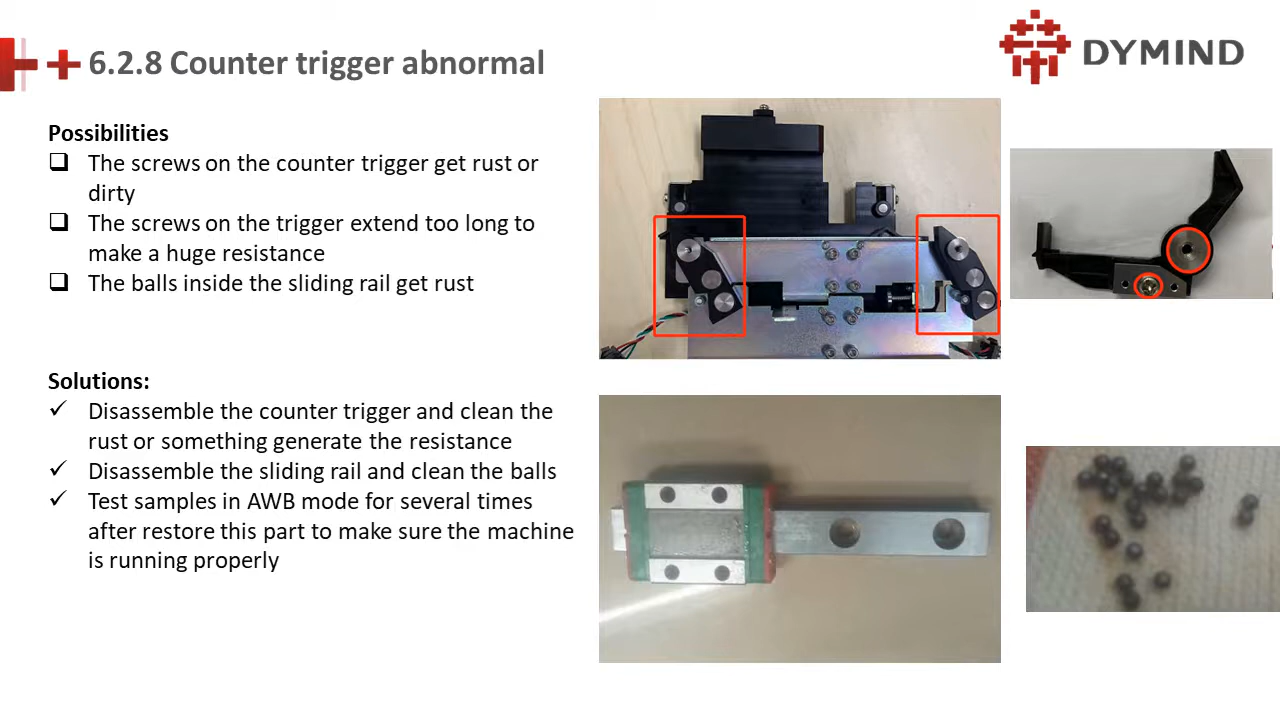 6.2.8 Counter trigger abnormal
DYMIND
Possibilities
❑ The screws on the counter trigger get rust or
dirty
❑ The screws on the trigger extend too long to
make a huge resistance
❑ The balls inside the sliding rail get rust
Solutions:
✓ Disassemble the counter trigger and clean the
rust or something generate the resistance
✓ Disassemble the sliding rail and clean the balls
✓ Test samples in AWB mode for several times
after restore this part to make sure the machine
is running properly